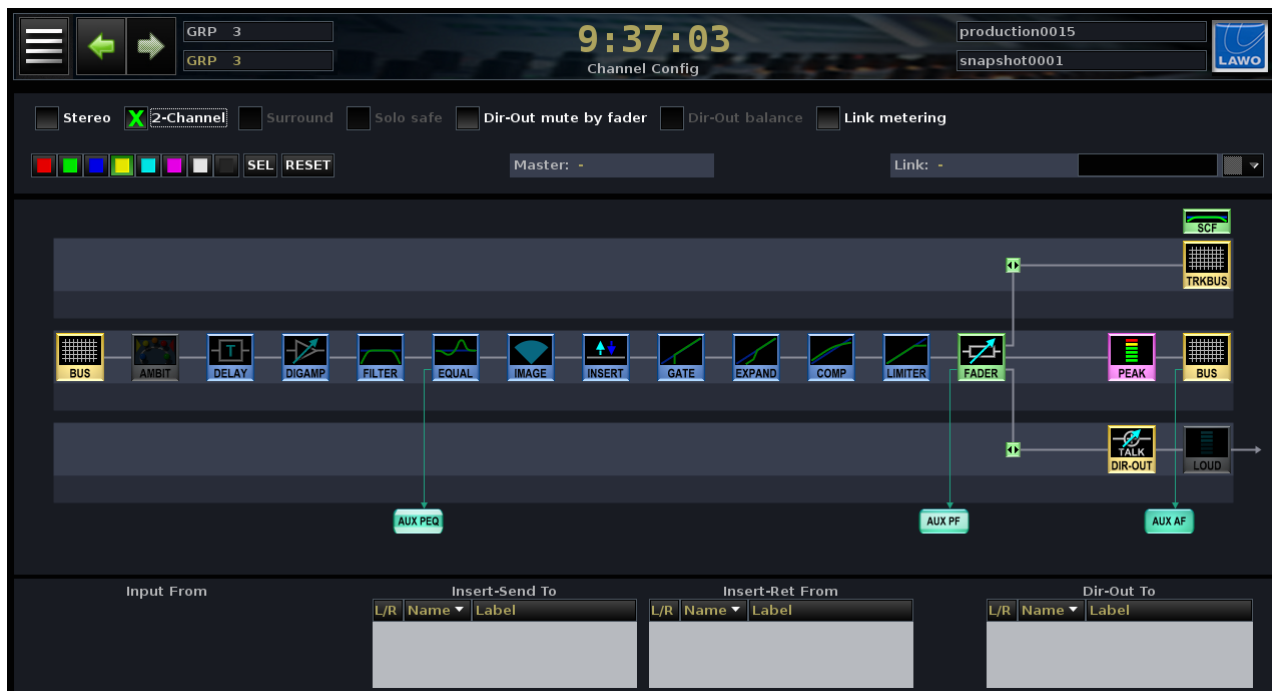 GRP 3
GRP 3
9:37:03
Channel Config
production0015
snapshot0001
LAWO
Stereo X 2-Channel Surround Solo safe Dir-Out mute by fader Dir-Out balance Link metering
SEL RESET Master: - Link: -
SCF
TRKBUS
BUS AMBIT DELAY DIGAMP FILTER EQUAL IMAGE INSERT GATE EXPAND COMP LIMITER FADER PEAK BUS
T
TALK
DIR-OUT LOUD
AUX PEQ AUX PF AUX AF
Input From Insert-Send To Insert-Ret From Dir-Out To
L/R Name Label L/R Name Label L/R Name Label